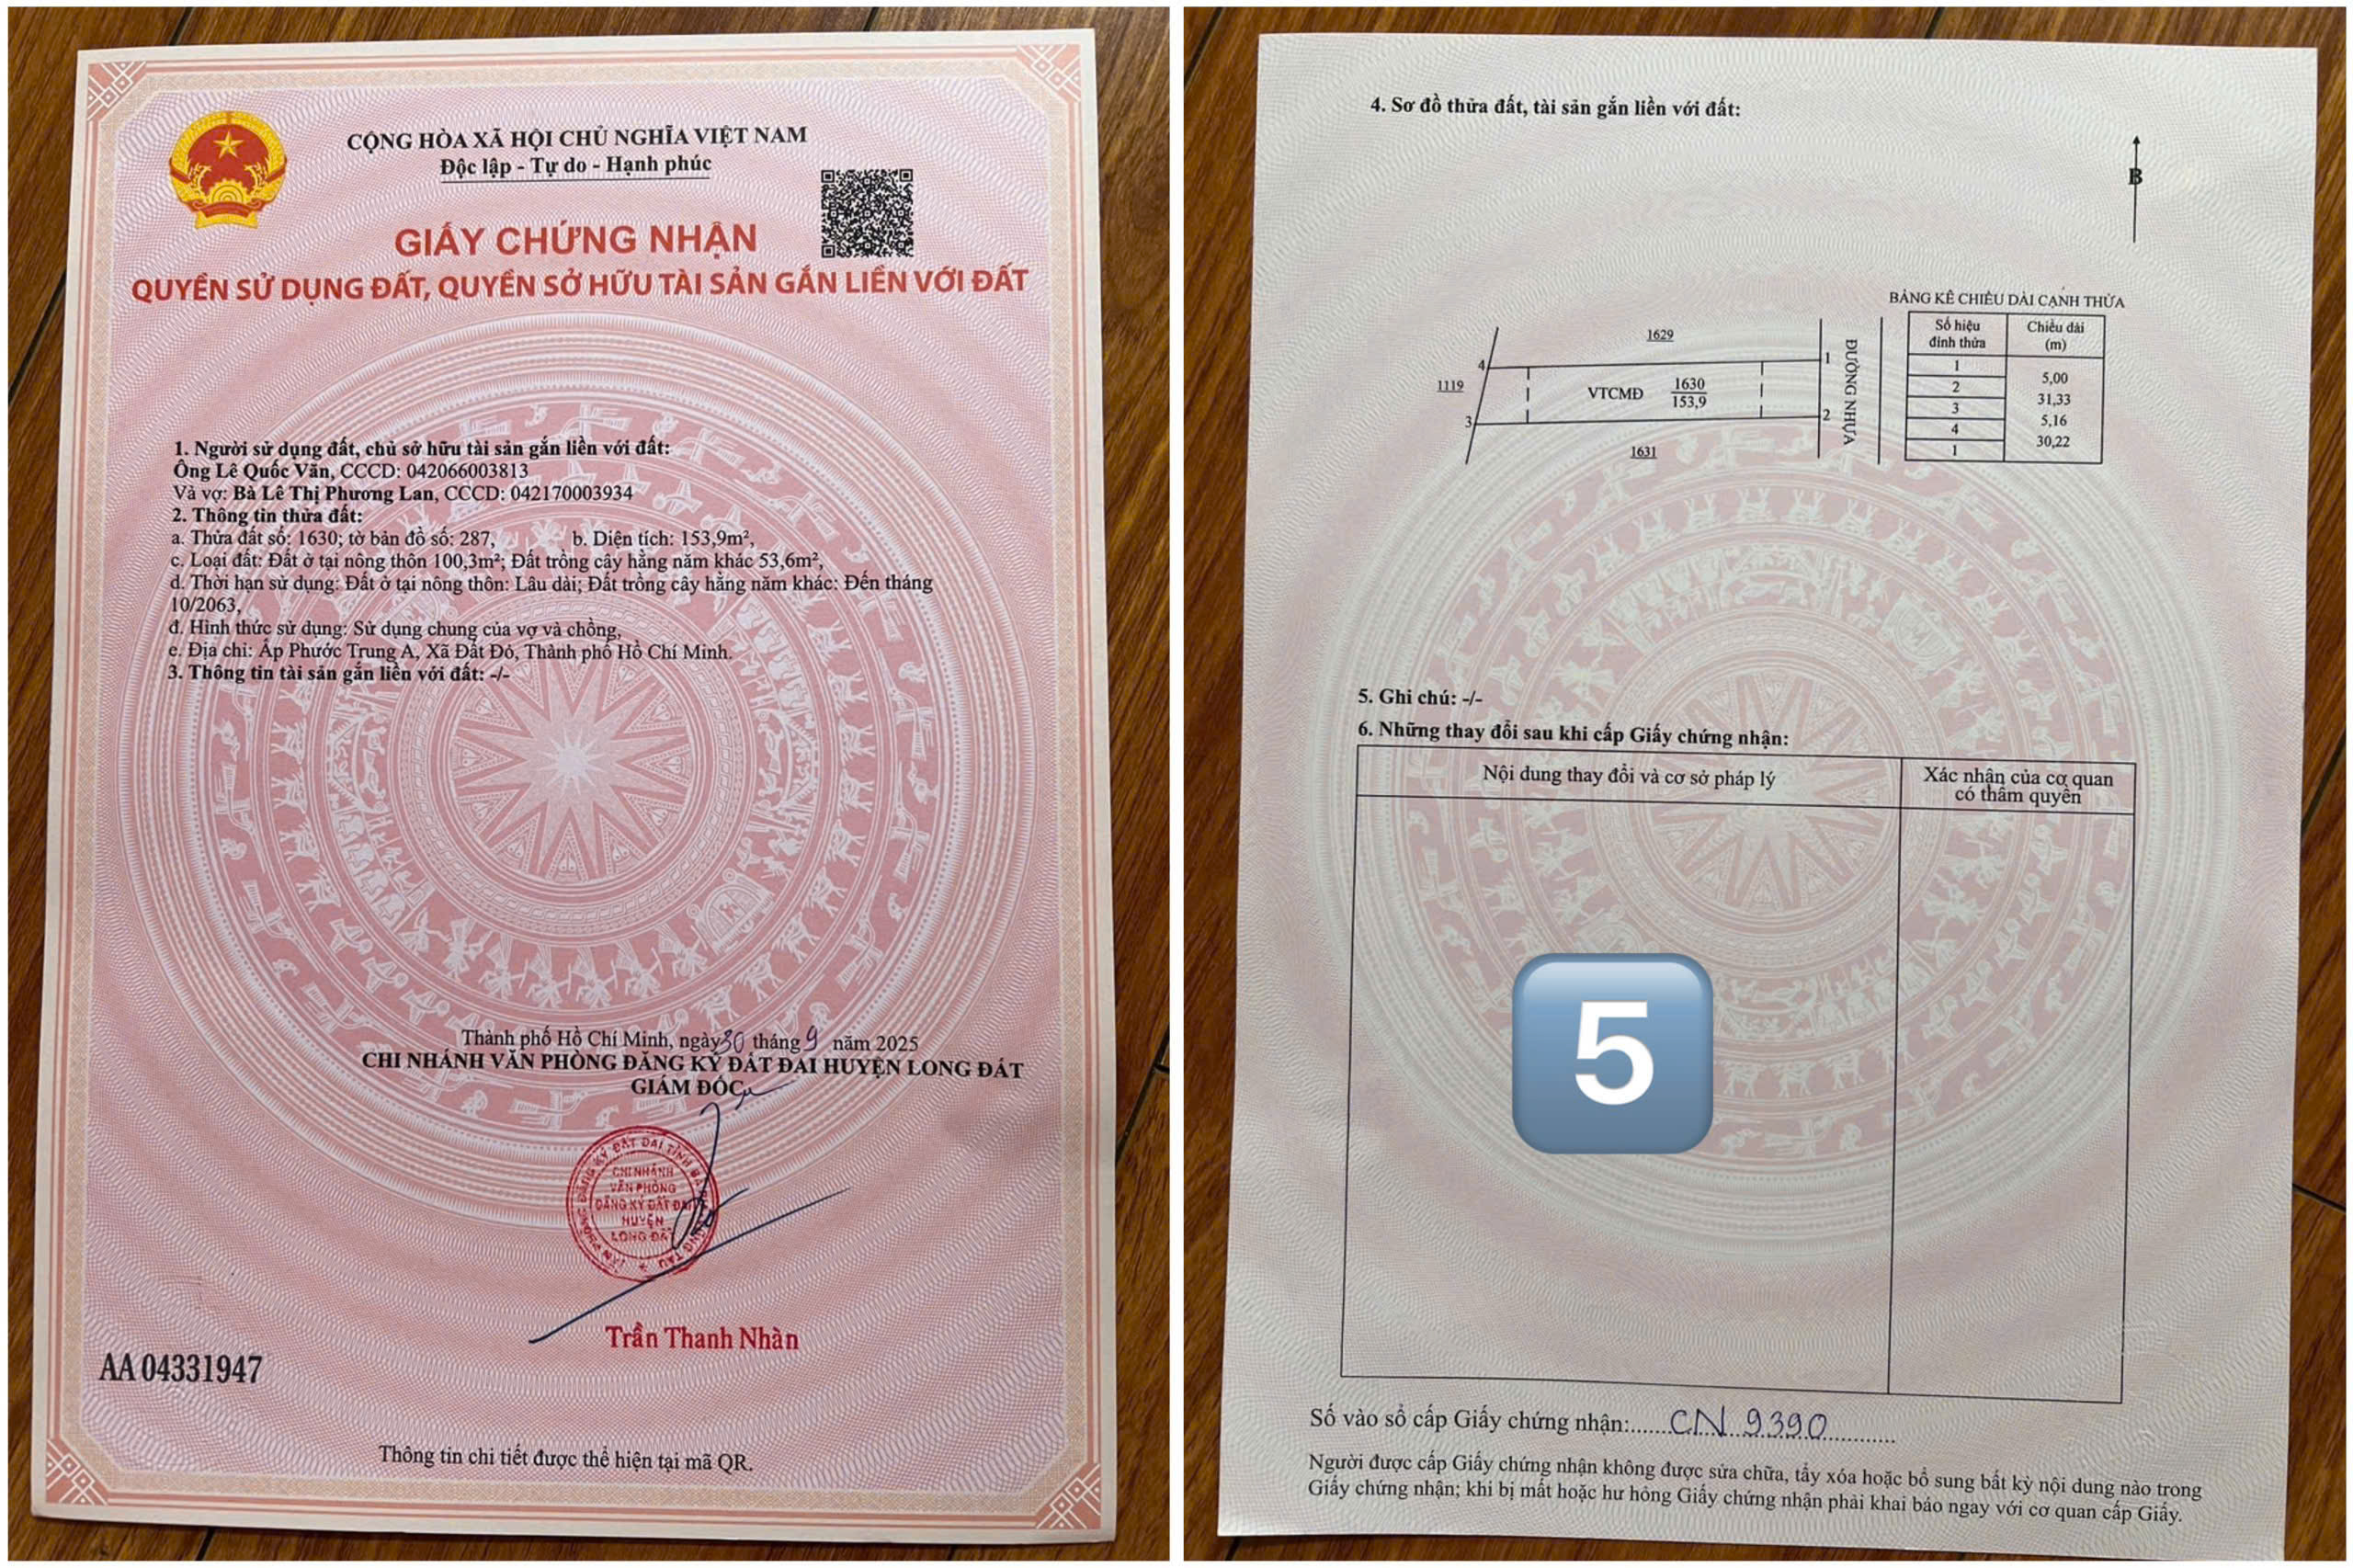 CỘNG HÒA XÃ HỘI CHỦ NGHĨA VIỆT NAM
Độc lập - Tự do - Hạnh phúc
GIẤY CHỨNG NHẬN
QUYỀN SỬ DỤNG ĐẤT, QUYỀN SỞ HỮU TÀI SẢN GẮN LIỀN VỚI ĐẤT
1. Người sử dụng đất, chủ sở hữu tài sản gắn liền với đất:
Ông Lê Quốc Văn, CCCD: 042066003813
Và vợ: Bà Lê Thị Phương Lan, CCCD: 042170003934
2. Thông tin thửa đất:
a. Thửa đất số: 1630; tờ bản đồ số: 287, b. Diện tích: 153,9m²,
c. Loại đất: Đất ở tại nông thôn 100,3m²; Đất trồng cây hằng năm khác 53,6m²,
d. Thời hạn sử dụng: Đất ở tại nông thôn: Lâu dài; Đất trồng cây hằng năm khác: Đến tháng
10/2063,
đ. Hình thức sử dụng: Sử dụng chung của vợ và chồng,
e. Địa chỉ: Ấp Phước Trung A, Xã Đất Đỏ, Thành phố Hồ Chí Minh.
3. Thông tin tài sản gắn liền với đất: -/-
Thành phố Hồ Chí Minh, ngày 30 tháng 9 năm 2025
CHI NHÁNH VĂN PHÒNG ĐĂNG KÝ ĐẤT ĐAI HUYỆN LONG ĐẤT
GIÁM ĐỐC
CHI NHÁNH
VĂN PHÒNG
ĐĂNG KÝ ĐẤT ĐAI
HUYỆN
LONG ĐẤT
Trần Thanh Nhàn
AA 04331947
Thông tin chi tiết được thể hiện tại mã QR.
4. Sơ đồ thửa đất, tài sản gắn liền với đất:
B
BẢNG KÊ CHIỀU DÀI CẠNH THỬA
Số hiệu đỉnh thửa
Chiều dài (m)
1
5,00
2
31,33
3
5,16
4
30,22
1
1629
4
1
1119
VTCMĐ
1630
153,9
ĐƯỜNG NHỰA
3
2
1631
5. Ghi chú: -/-
6. Những thay đổi sau khi cấp Giấy chứng nhận:
Nội dung thay đổi và cơ sở pháp lý
Xác nhận của cơ quan có thẩm quyền
5
Số vào sổ cấp Giấy chứng nhận:......CN 9390............
Người được cấp Giấy chứng nhận không được sửa chữa, tẩy xóa hoặc bổ sung bất kỳ nội dung nào trong
Giấy chứng nhận; khi bị mất hoặc hư hỏng Giấy chứng nhận phải khai báo ngay với cơ quan cấp Giấy.